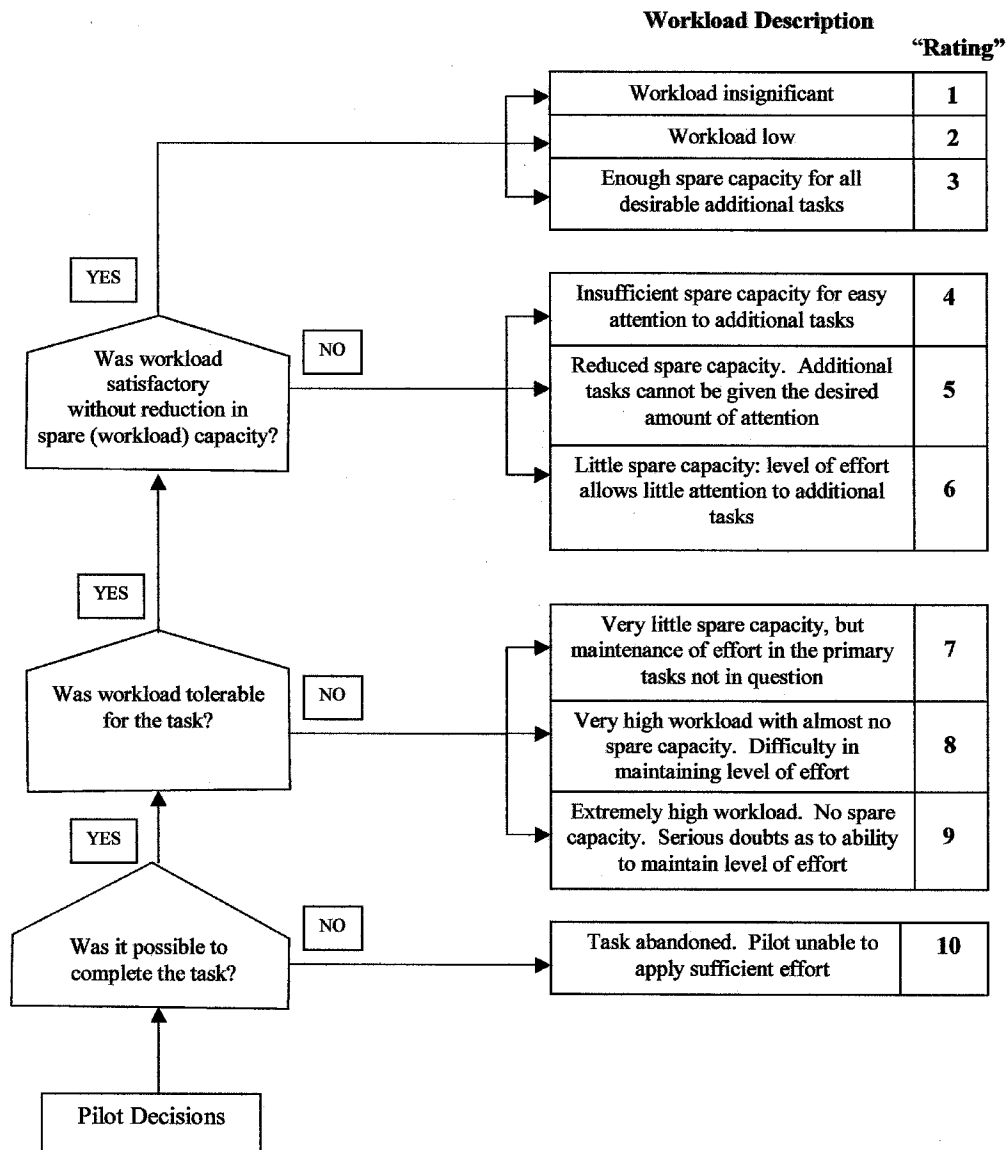 Workload Description
“Rating”
Workload insignificant
1
Workload low
2
Enough spare capacity for all
desirable additional tasks
3
YES
Was workload
satisfactory
without reduction in
spare (workload) capacity?
NO
Insufficient spare capacity for easy
attention to additional tasks
4
Reduced spare capacity.  Additional
tasks cannot be given the desired
amount of attention
5
Little spare capacity: level of effort
allows little attention to additional
tasks
6
YES
Was workload tolerable
for the task?
NO
Very little spare capacity, but
maintenance of effort in the primary
tasks not in question
7
Very high workload with almost no
spare capacity.  Difficulty in
maintaining level of effort
8
Extremely high workload.  No spare
capacity.  Serious doubts as to ability
to maintain level of effort
9
YES
Was it possible to
complete the task?
NO
Task abandoned.  Pilot unable to
apply sufficient effort
10
Pilot Decisions